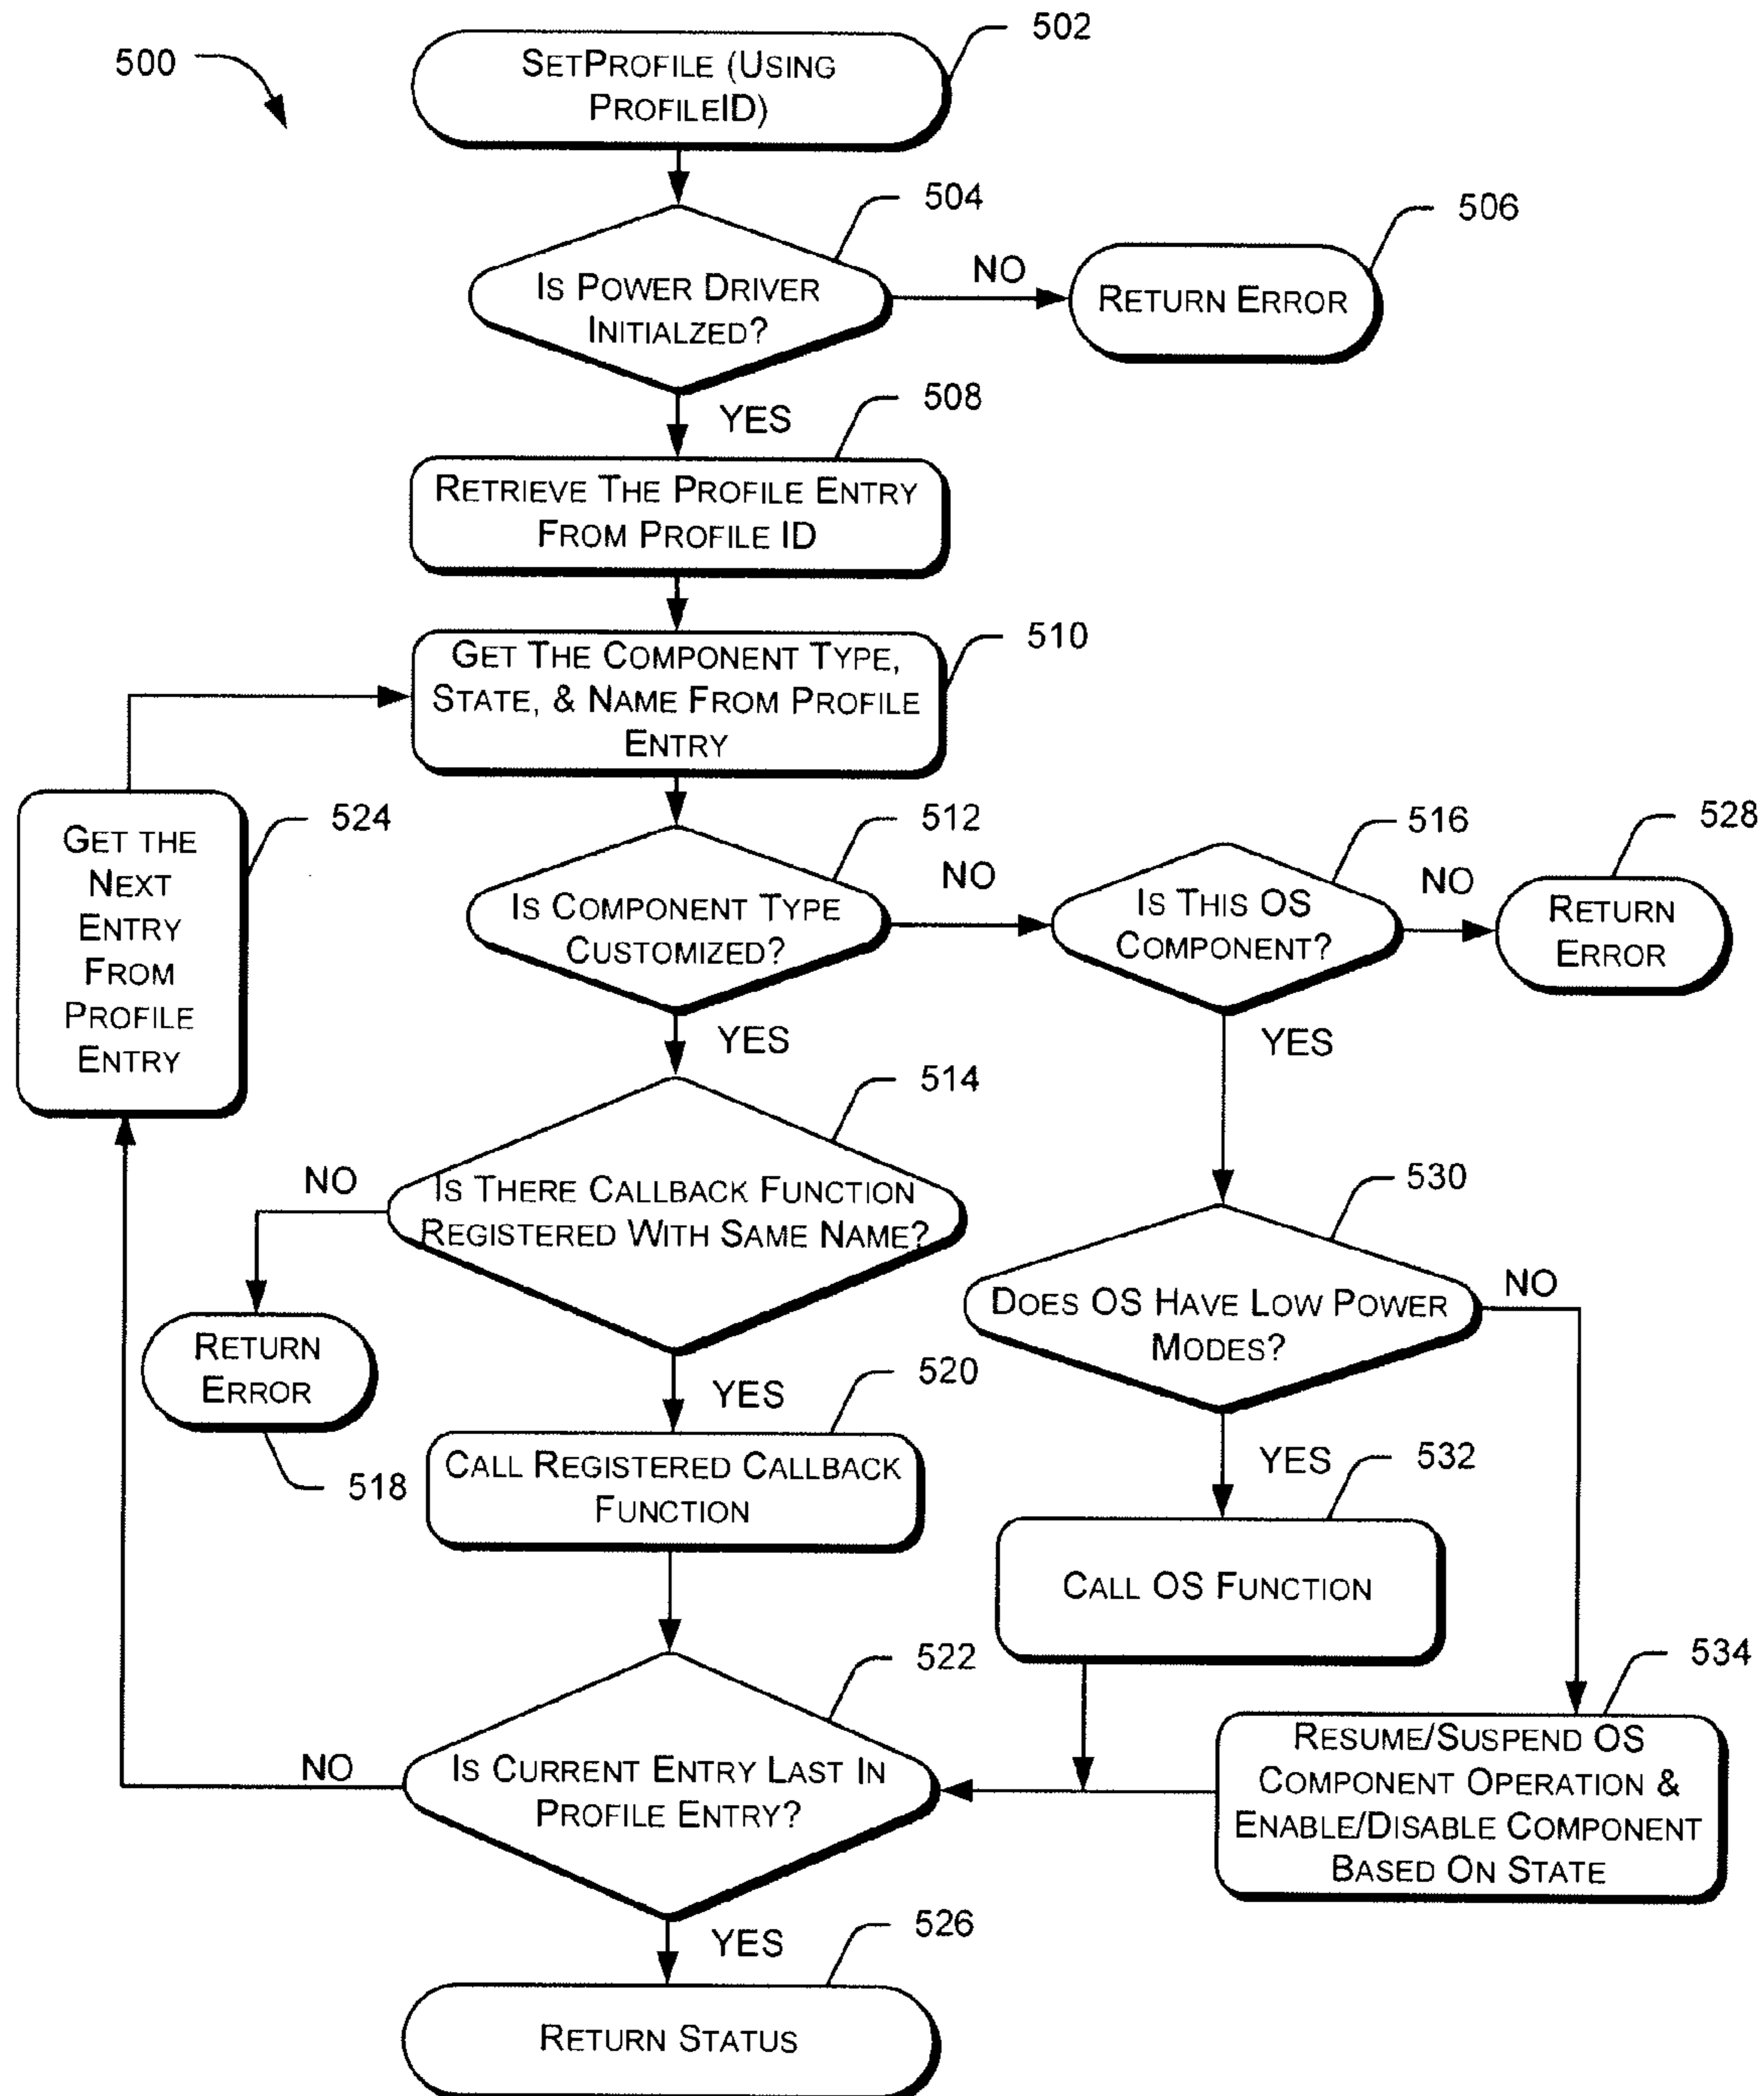 500
SETPROFILE (USING
PROFILEID)
502
IS POWER DRIVER
INITIALZED?
504
NO
RETURN ERROR
506
YES
508
RETRIEVE THE PROFILE ENTRY
FROM PROFILE ID
GET THE COMPONENT TYPE,
STATE, & NAME FROM PROFILE
ENTRY
510
GET THE
NEXT
ENTRY
FROM
PROFILE
ENTRY
524
IS COMPONENT TYPE
CUSTOMIZED?
512
NO
IS THIS OS
COMPONENT?
516
NO
RETURN
ERROR
528
YES
YES
514
IS THERE CALLBACK FUNCTION
REGISTERED WITH SAME NAME?
NO
RETURN
ERROR
518
530
DOES OS HAVE LOW POWER
MODES?
NO
YES
520
CALL REGISTERED CALLBACK
FUNCTION
YES
532
CALL OS FUNCTION
522
IS CURRENT ENTRY LAST IN
PROFILE ENTRY?
NO
534
RESUME/SUSPEND OS
COMPONENT OPERATION &
ENABLE/DISABLE COMPONENT
BASED ON STATE
YES
526
RETURN STATUS